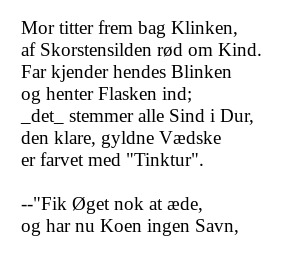 Mor titter frem bag Klinken,
af Skorstensilden rød om Kind.
Far kjender hendes Blinken
og henter Flasken ind;
_det_ stemmer alle Sind i Dur,
den klare, gyldne Vædske
er farvet med "Tinktur".

--"Fik Øget nok at æde,
og har nu Koen ingen Savn,